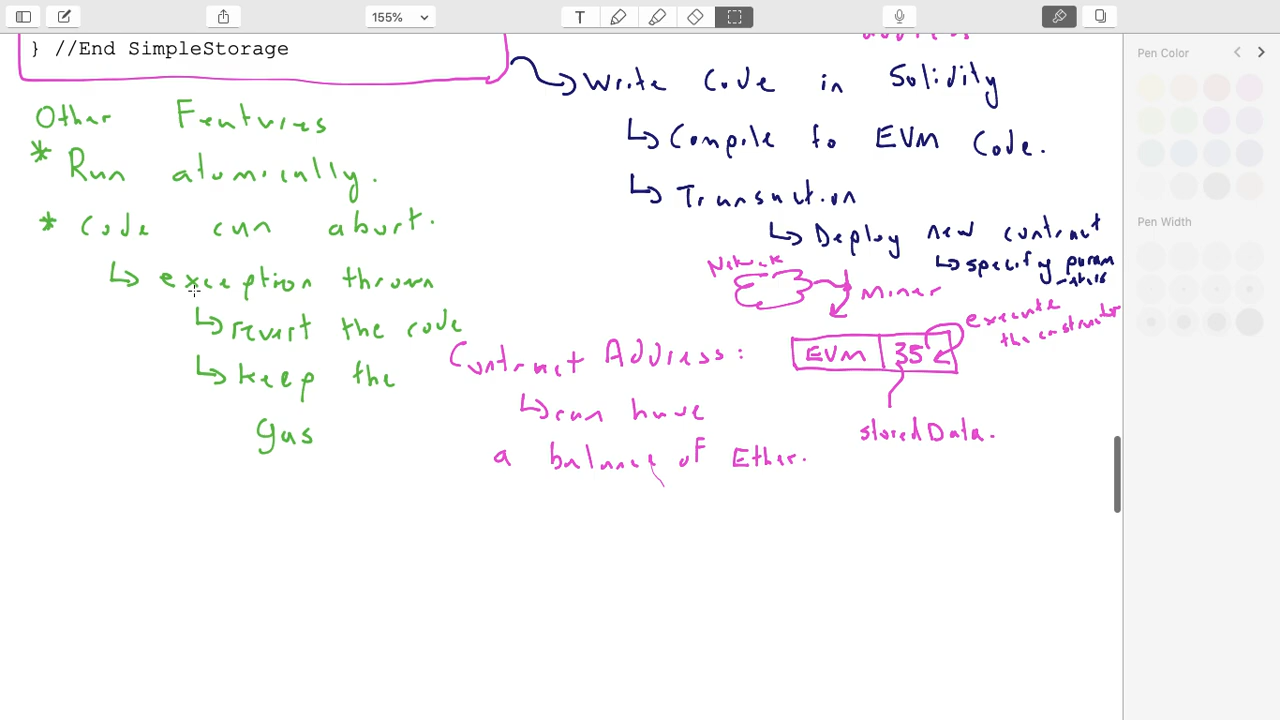 155%
T
Pen Color
Pen Width
} //End SimpleStorage
Write Code in Solidity
↳ Compile to EVM Code.
↳ Transaction
↳ Deploy new contract
↳ specify param
-eters
Other Features
* Run atomically.
* Code can abort.
↳ exception thrown
↳ revert the code
↳ keep the
gas
Network
Miner
execute
the constructor
Contract Address:
EVM 35
↳ can have
a balance of Ether.
storedData.